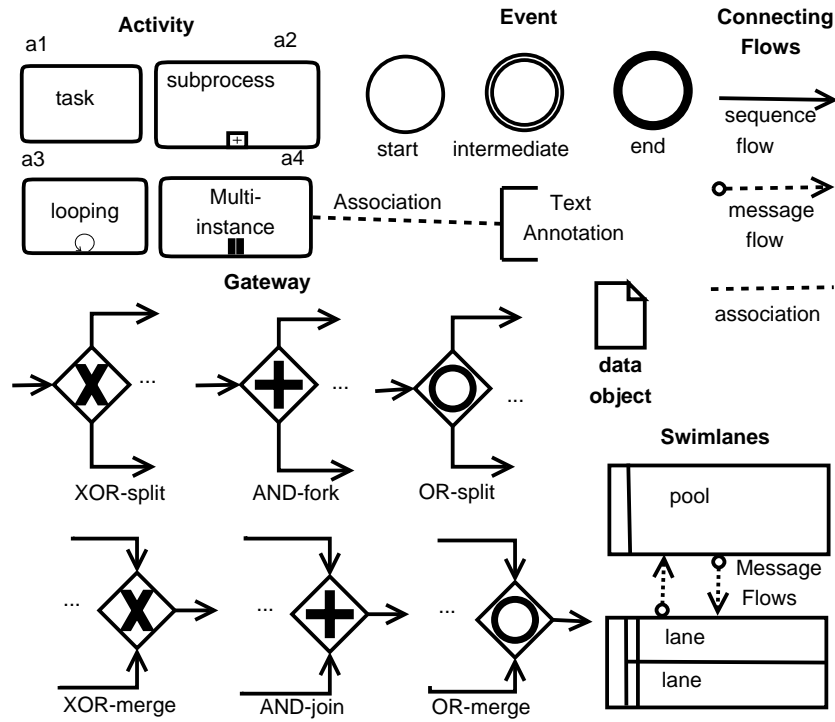 Activity
Event
Connecting
Flows
a1
a2
task
subprocess
+
start
intermediate
end
sequence
flow
a3
a4
looping
Multi-
instance
Association
Text
Annotation
message
flow
Gateway
association
data
object
X
...
...
...
XOR-split
AND-fork
OR-split
Swimlanes
pool
Message
Flows
...
X
...
...
lane
lane
XOR-merge
AND-join
OR-merge